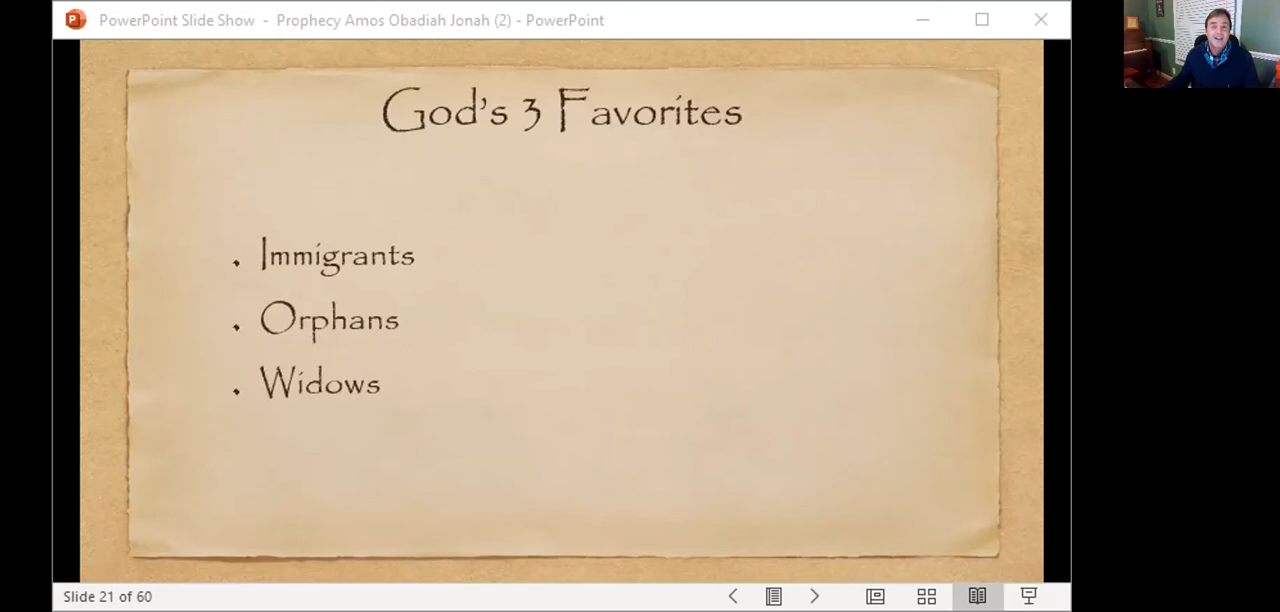 PowerPoint Slide Show - Prophecy Amos Obadiah Jonah (2) - PowerPoint
God's 3 Favorites
. Immigrants
. Orphans
. Widows
Slide 21 of 60